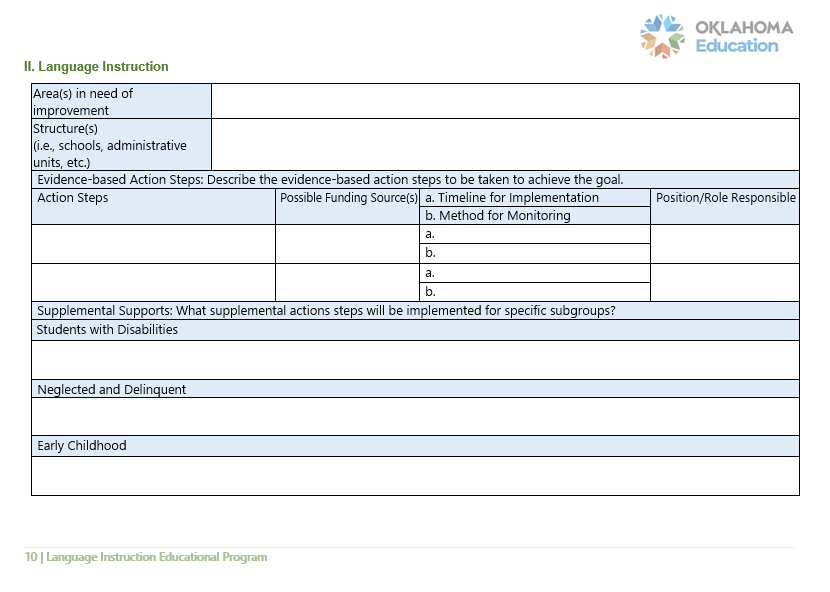 OKLAHOMA
Education
II. Language Instruction
Area(s) in need of
improvement
Structure(s)
(i.e., schools, administrative
units, etc.)
Evidence-based Action Steps: Describe the evidence-based action steps to be taken to achieve the goal.
Action Steps
Possible Funding Source(s)
a. Timeline for Implementation
Position/Role Responsible
b. Method for Monitoring
a.
b.
a.
b.
Supplemental Supports: What supplemental actions steps will be implemented for specific subgroups?
Students with Disabilities
Neglected and Delinquent
Early Childhood
10 | Language Instruction Educational Program